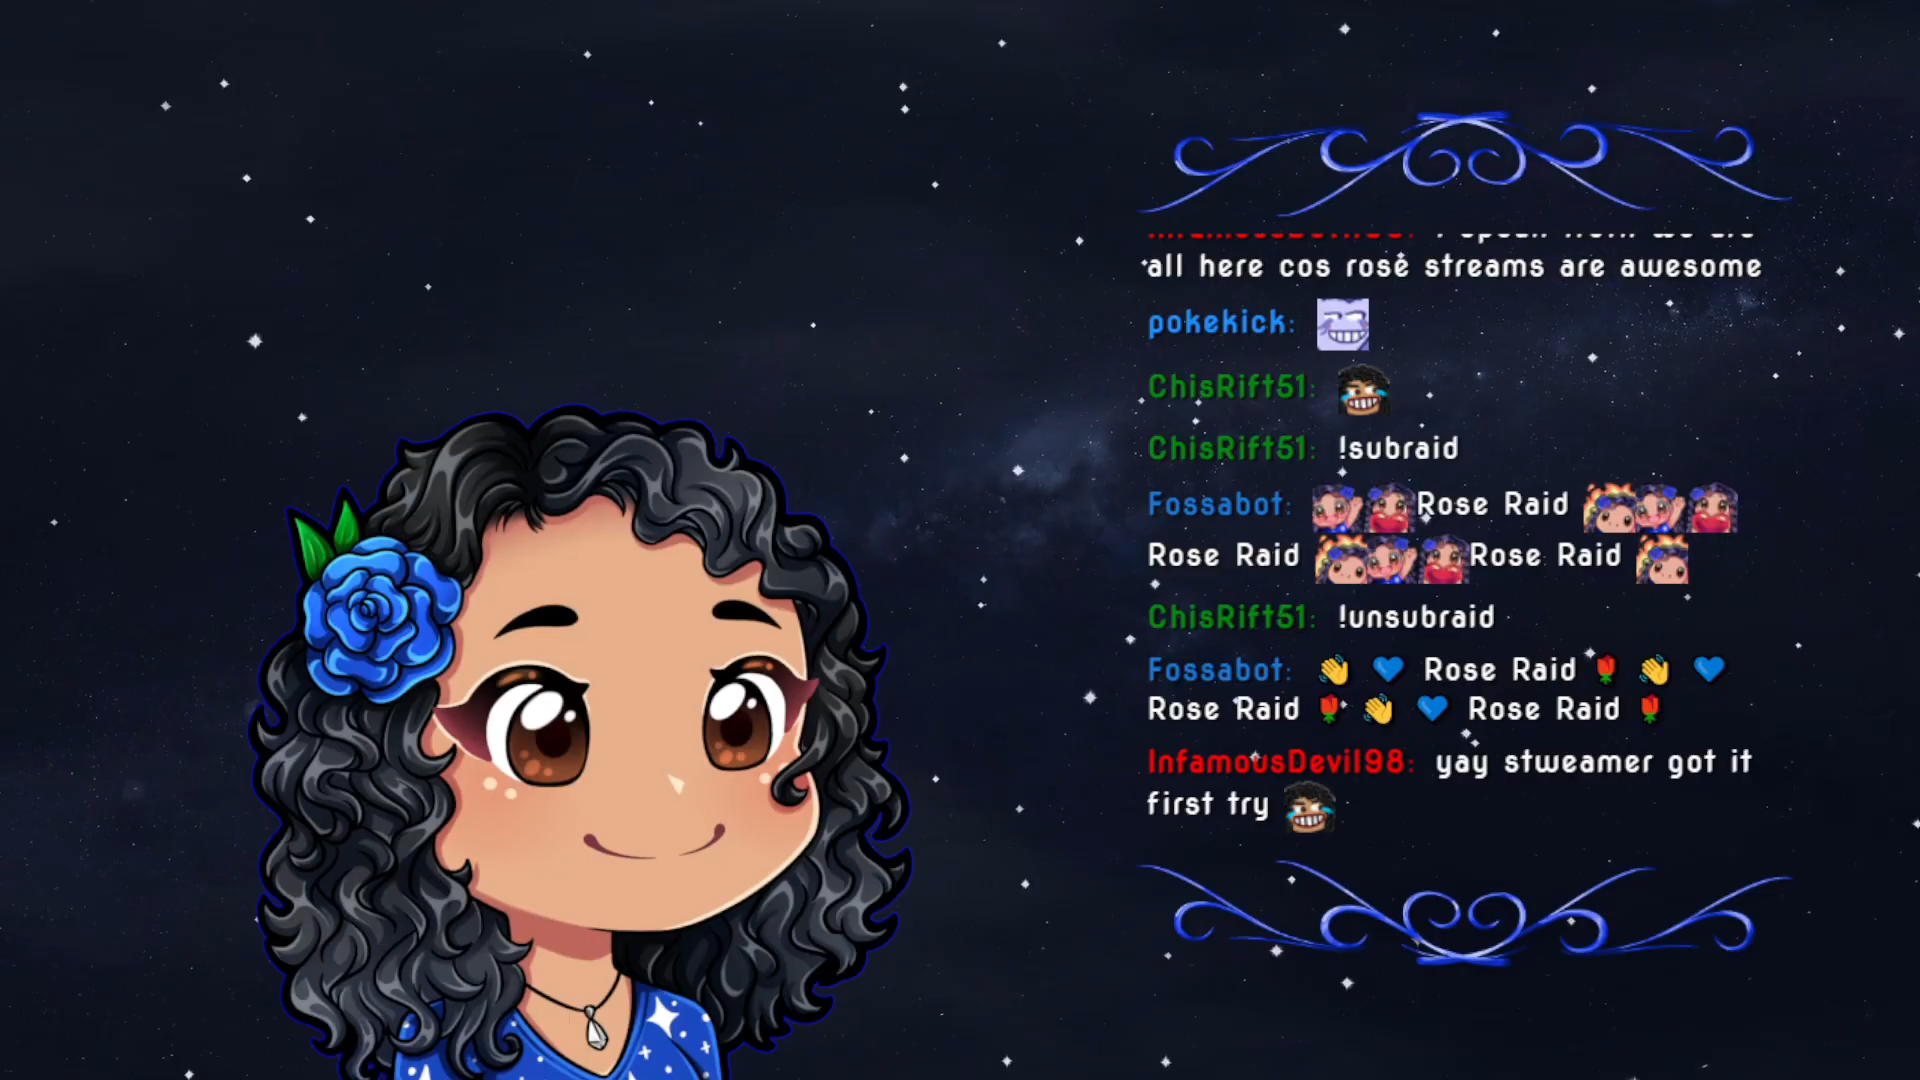 all here cos rose streams are awesome
pokekick:
ChisRift51:
ChisRift51: !subraid
Fossabot: Rose Raid
Rose Raid Rose Raid
ChisRift51: !unsubraid
Fossabot: 👋 💙 Rose Raid 🌹 👋 💙
Rose Raid 🌹 👋 💙 Rose Raid 🌹
InfamousDevil98: yay stweamer got it
first try